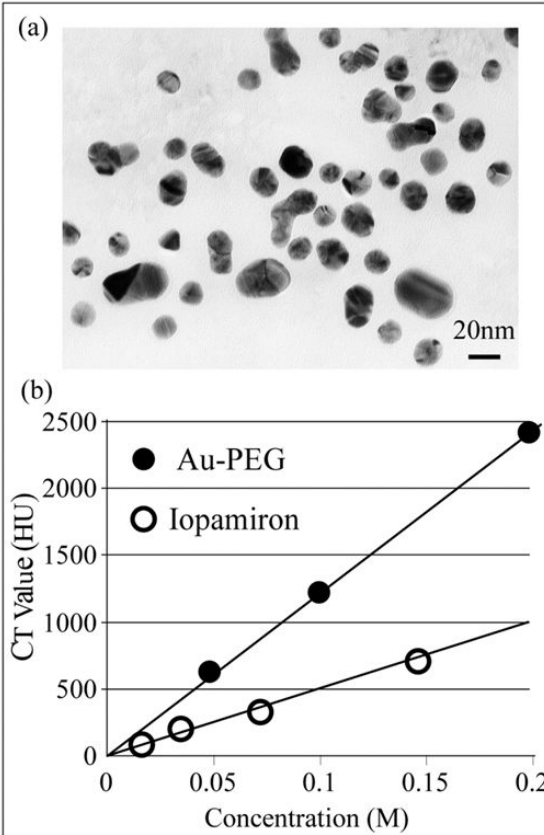 (a)
20nm
(b)
2500
2000
1500
1000
500
0
CT Value (HU)
Au-PEG
Iopamiron
0 0.05 0.1 0.15 0.2
Concentration (M)